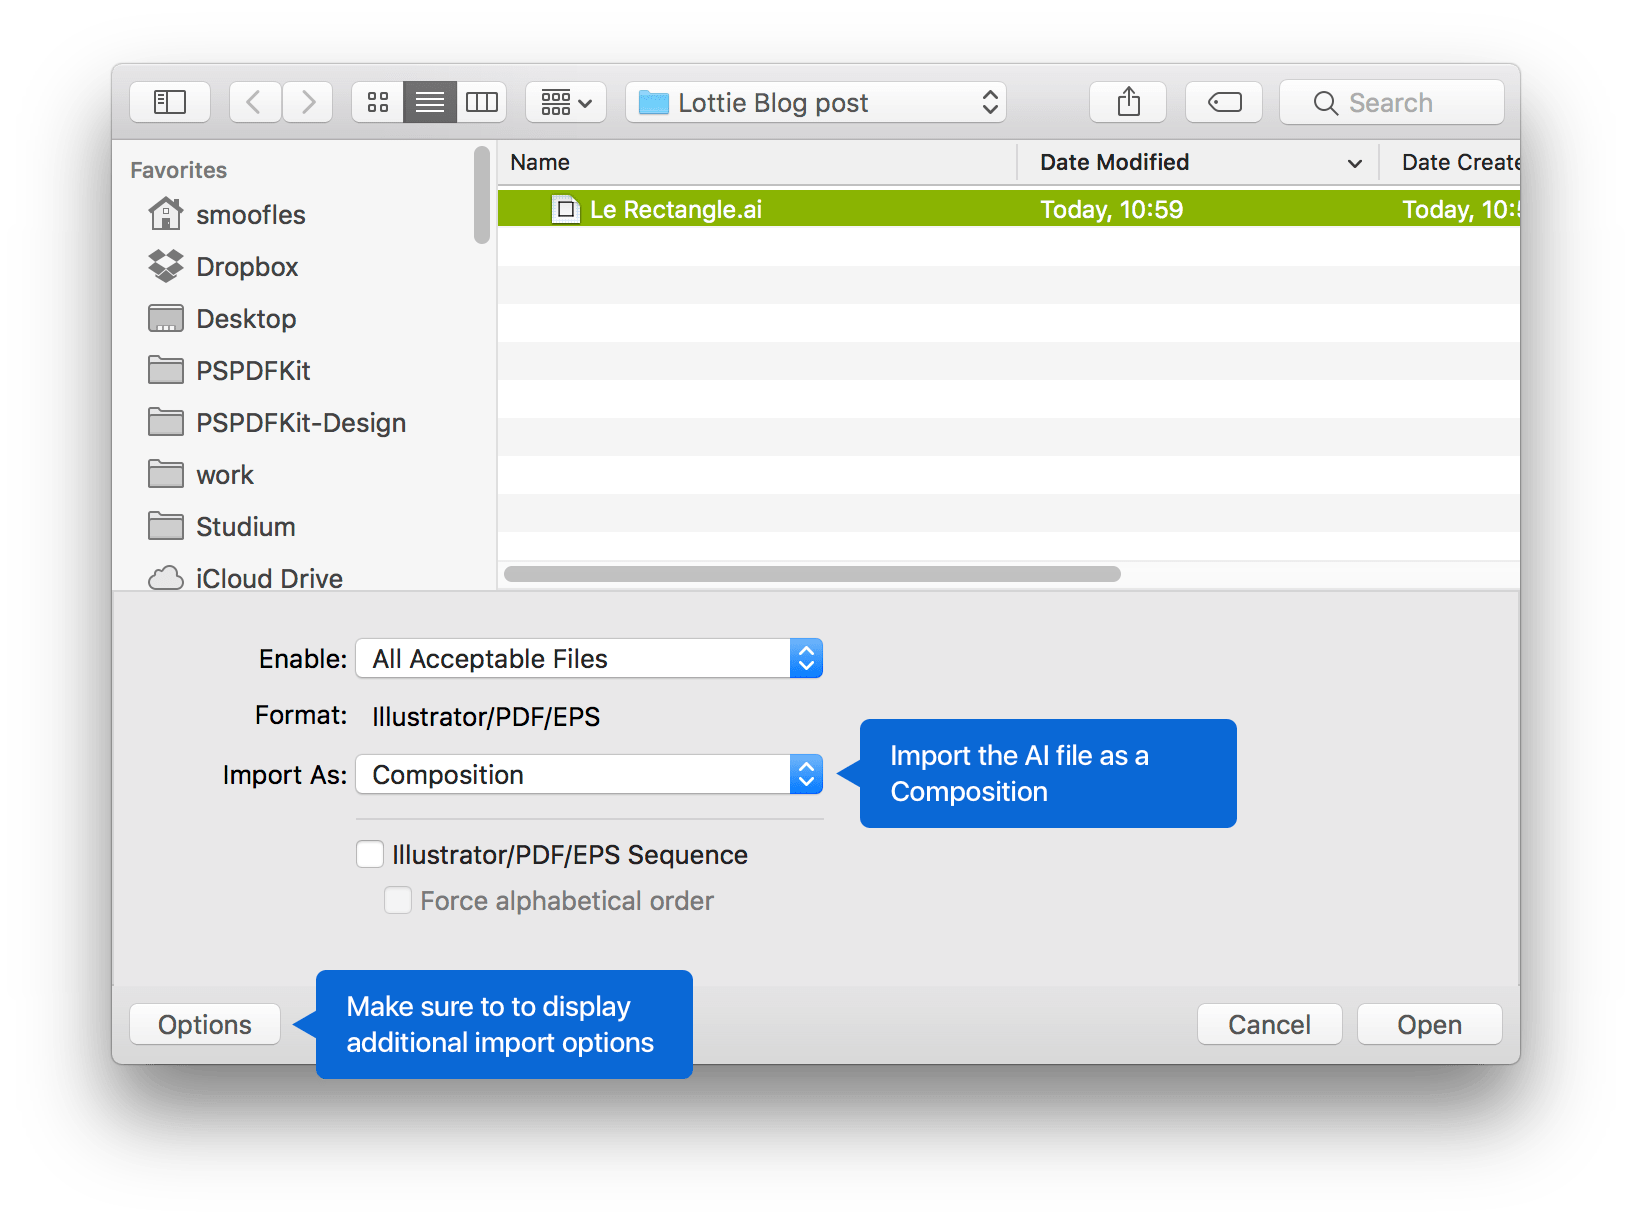 Lottie Blog post
Search
Favorites
smoofles
Dropbox
Desktop
PSPDFKit
PSPDFKit-Design
work
Studium
iCloud Drive
Name Date Modified Date Create
Le Rectangle.ai Today, 10:59 Today, 10:5
Enable: All Acceptable Files
Format: Illustrator/PDF/EPS
Import As: Composition
Import the AI file as a
Composition
Illustrator/PDF/EPS Sequence
Force alphabetical order
Options
Make sure to to display
additional import options
Cancel
Open